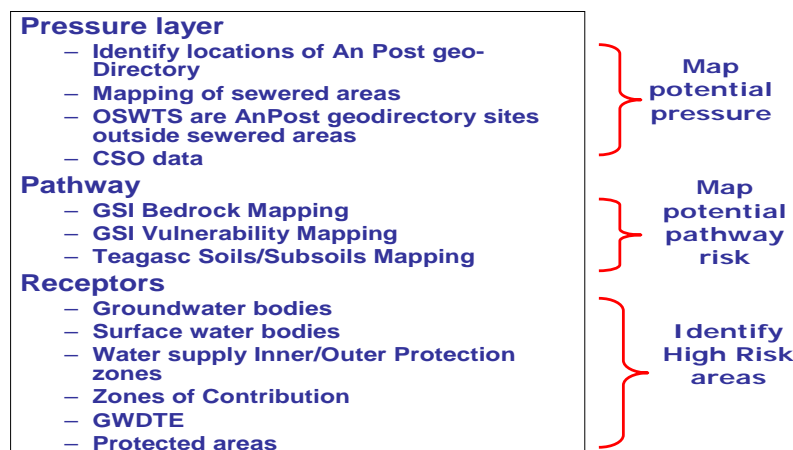 Pressure layer
– Identify locations of An Post geo-
Directory
– Mapping of sewered areas
– OSWTS are AnPost geodirectory sites
outside sewered areas
– CSO data
Map
potential
pressure
Pathway
– GSI Bedrock Mapping
– GSI Vulnerability Mapping
– Teagasc Soils/Subsoils Mapping
Map
potential
pathway
risk
Receptors
– Groundwater bodies
– Surface water bodies
– Water supply Inner/Outer Protection
zones
– Zones of Contribution
– GWDTE
– Protected areas
Identify
High Risk
areas